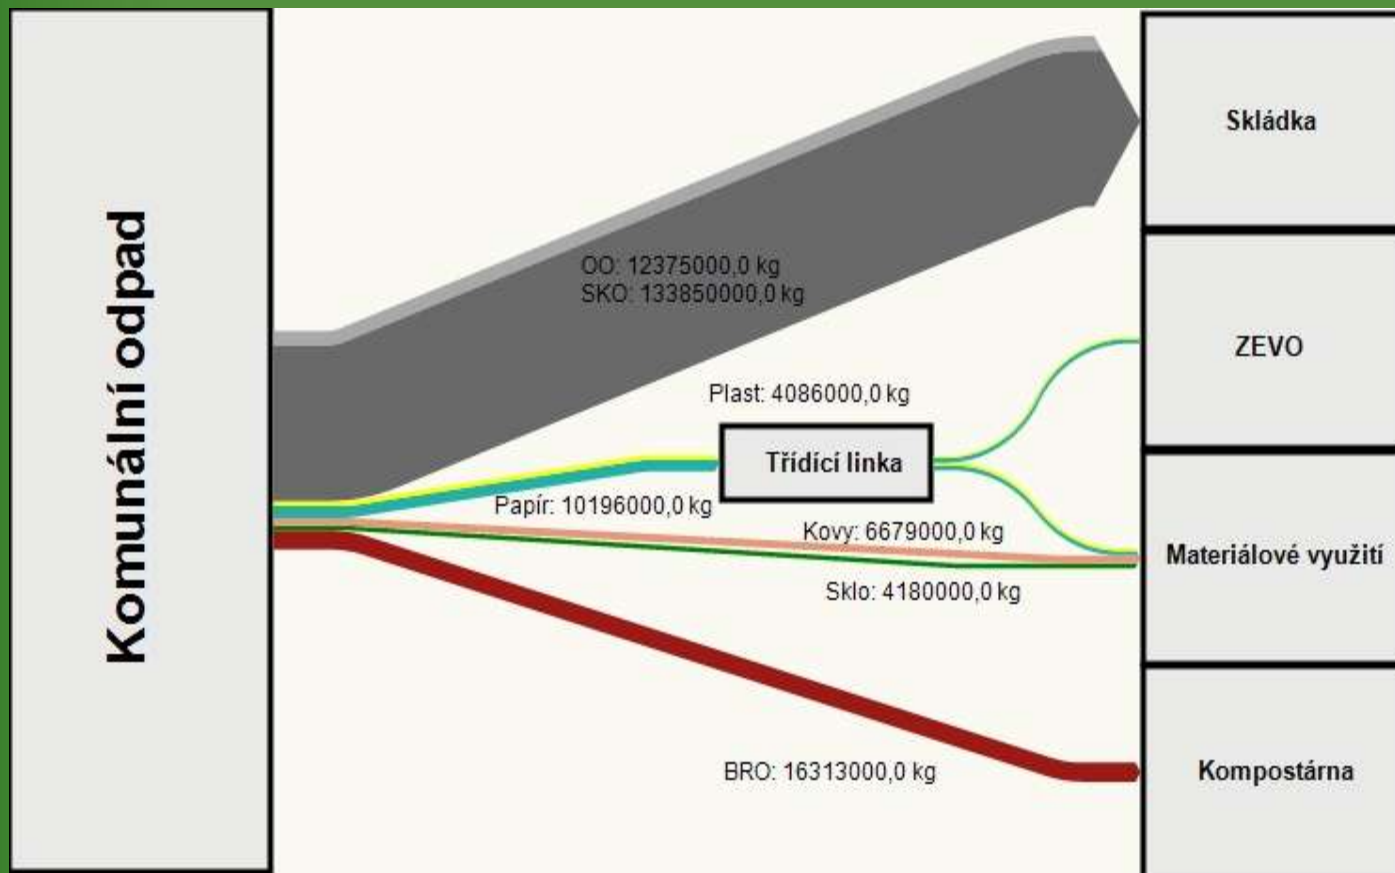 Komunální odpad
Skládka
OO: 12375000,0 kg
SKO: 133850000,0 kg
ZEVO
Plast: 4086000,0 kg
Třídící linka
Papír: 10196000,0 kg
Kovy: 6679000,0 kg
Materiálové využití
Sklo: 4180000,0 kg
BRO: 16313000,0 kg
Kompostárna